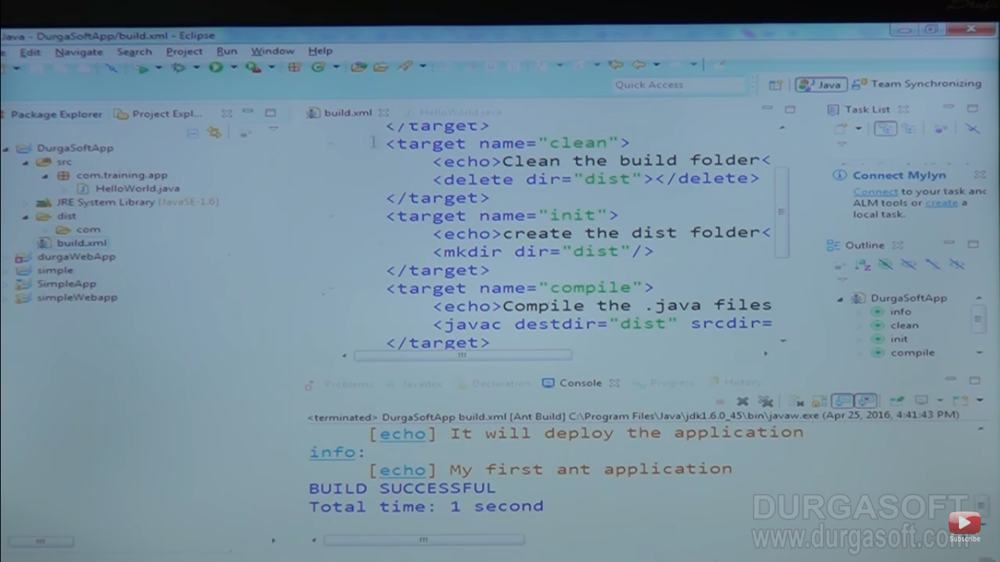 Java - DurgaSoftApp/build.xml - Eclipse
e Edit Navigate Search Project Run Window Help
Quick Access
Java
Team Synchronizing
Package Explorer
Project Expl...
DurgaSoftApp
src
com.training.app
HelloWorld.java
JRE System Library [JavaSE-1.6]
dist
com
build.xml
durgaWebApp
simple
SimpleApp
simpleWebapp
build.xml
HelloWorld.java
</target>
<target name="clean">
<echo>Clean the build folder<
<delete dir="dist"></delete>
</target>
<target name="init">
<echo>create the dist folder<
<mkdir dir="dist"/>
</target>
<target name="compile">
<echo>Compile the .java files
<javac destdir="dist" srcdir=
</target>
Task List
Connect Mylyn
Connect to your task and
ALM tools or create a
local task.
Outline
DurgaSoftApp
info
clean
init
compile
Problems
Javadoc
Declaration
Console
Progress
History
<terminated> DurgaSoftApp build.xml [Ant Build] C:\Program Files\Java\jdk1.6.0_45\bin\javaw.exe (Apr 25, 2016, 4:41:43 PM)
[echo] It will deploy the application
info:
[echo] My first ant application
BUILD SUCCESSFUL
Total time: 1 second
DURGASOFT
www.durgasoft.com
Subscribe